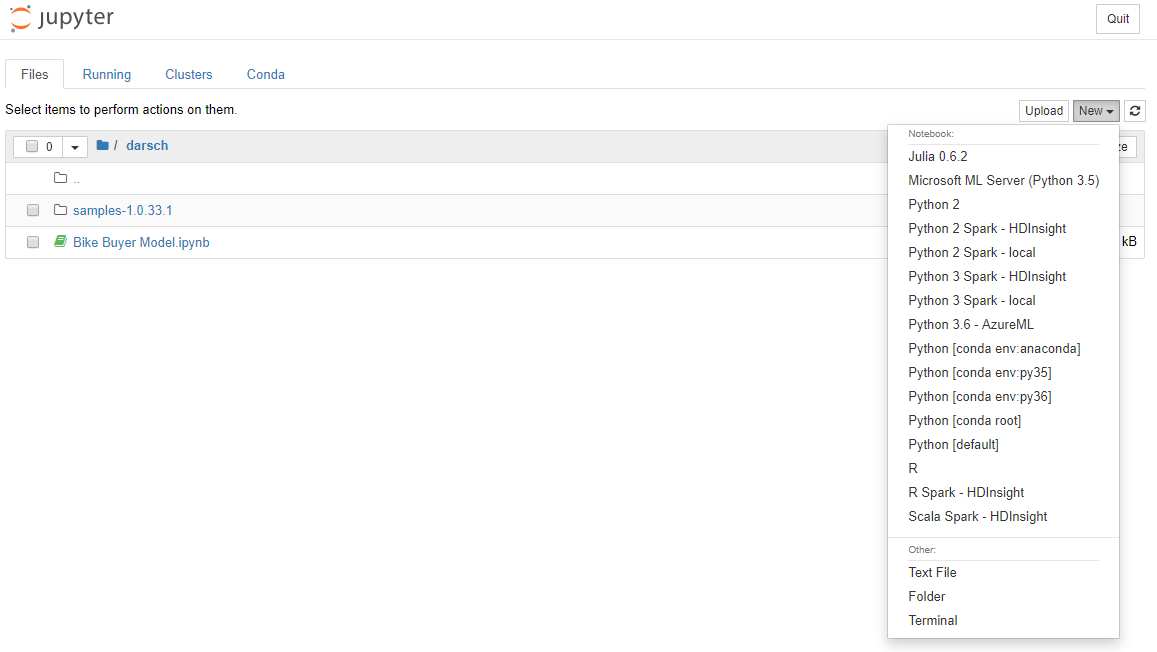 jupyter
Quit
Files Running Clusters Conda
Select items to perform actions on them.
Upload New
0 / darsch
..
samples-1.0.33.1
Bike Buyer Model.ipynb
kB
Notebook:
Julia 0.6.2
Microsoft ML Server (Python 3.5)
Python 2
Python 2 Spark - HDInsight
Python 2 Spark - local
Python 3 Spark - HDInsight
Python 3 Spark - local
Python 3.6 - AzureML
Python [conda env:anaconda]
Python [conda env:py35]
Python [conda env:py36]
Python [conda root]
Python [default]
R
R Spark - HDInsight
Scala Spark - HDInsight
Other:
Text File
Folder
Terminal